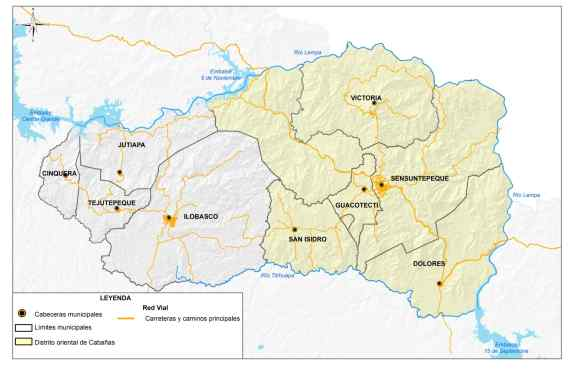 Río Lempa
Embalse
5 de Noviembre
VICTORIA
Embalse
Cerrón Grande
JUTIAPA
CINQUERA
SENSUNTEPEQUE
TEJUTEPEQUE
GUACOTECTI
Río Lempa
ILOBASCO
SAN ISIDRO
DOLORES
Río Titihuapa
LEYENDA
Cabeceras municipales
Límites municipales
Distrito oriental de Cabañas
Red Vial
Carreteras y caminos principales
Embalse
15 de Septiembre